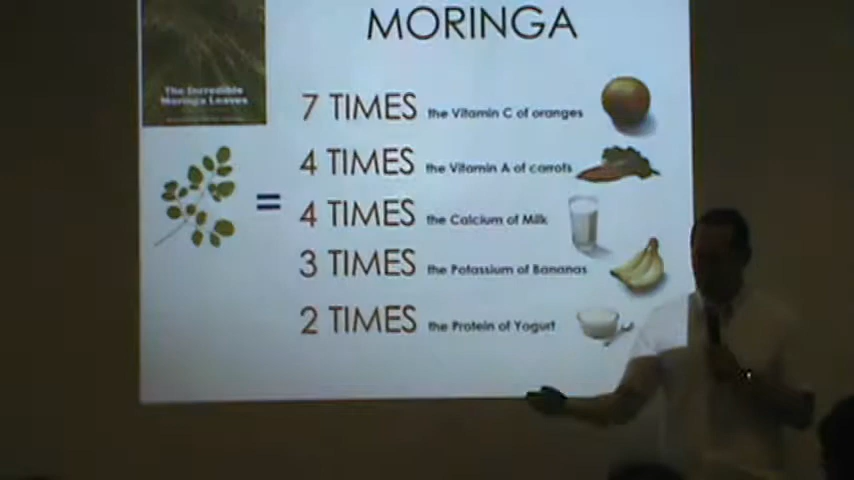 MORINGA
The Incredible
Moringa Leaves
7 TIMES the Vitamin C of oranges
4 TIMES the Vitamin A of carrots
=
4 TIMES the Calcium of Milk
3 TIMES the Potassium of Bananas
2 TIMES the Protein of Yogurt